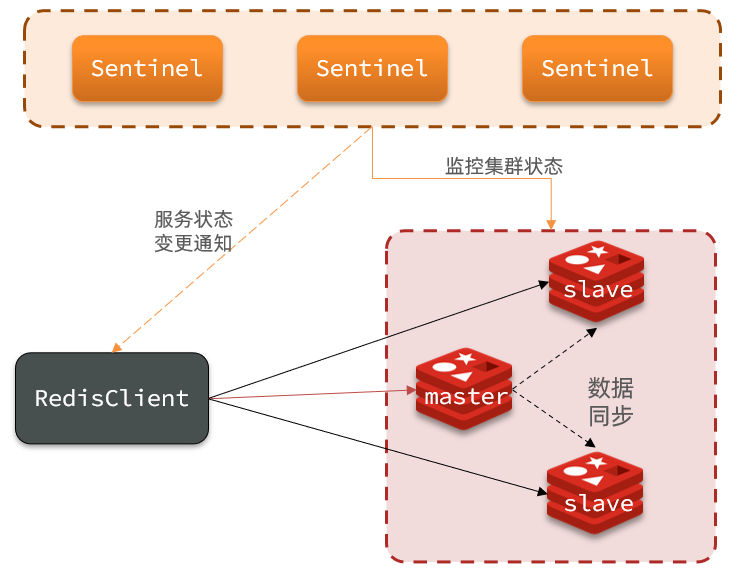 Sentinel
Sentinel
Sentinel
监控集群状态
服务状态
变更通知
slave
RedisClient
master
数据
同步
slave